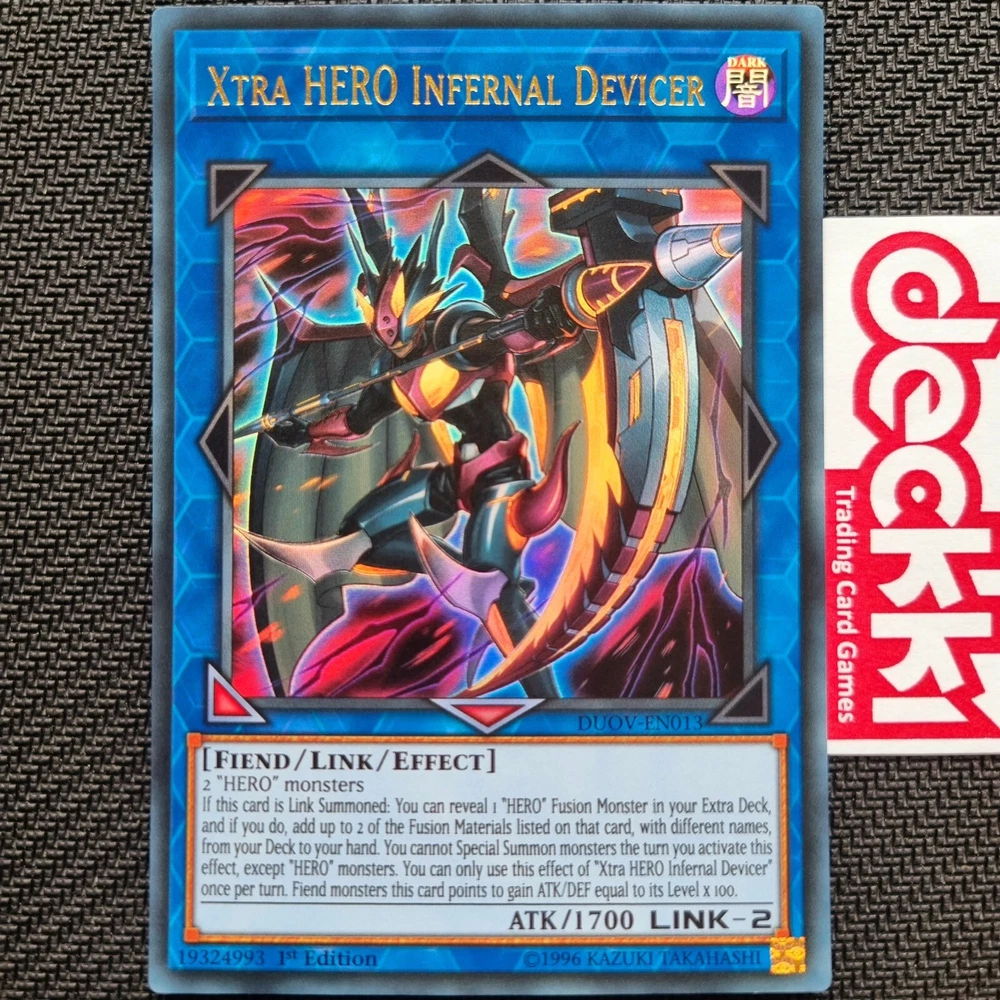 XTRA HERO INFERNAL DEVICER
DARK
闇
DUOV-EN013
[FIEND/LINK/EFFECT]
2 "HERO" monsters
If this card is Link Summoned: You can reveal 1 "HERO" Fusion Monster in your Extra Deck,
and if you do, add up to 2 of the Fusion Materials listed on that card, with different names,
from your Deck to your hand. You cannot Special Summon monsters the turn you activate this
effect, except "HERO" monsters. You can only use this effect of "Xtra HERO Infernal Devicer"
once per turn. Fiend monsters this card points to gain ATK/DEF equal to its Level x 100.
ATK/1700 LINK-2
19324993 1st Edition
©1996 KAZUKI TAKAHASHI
deckki
Trading Card Games